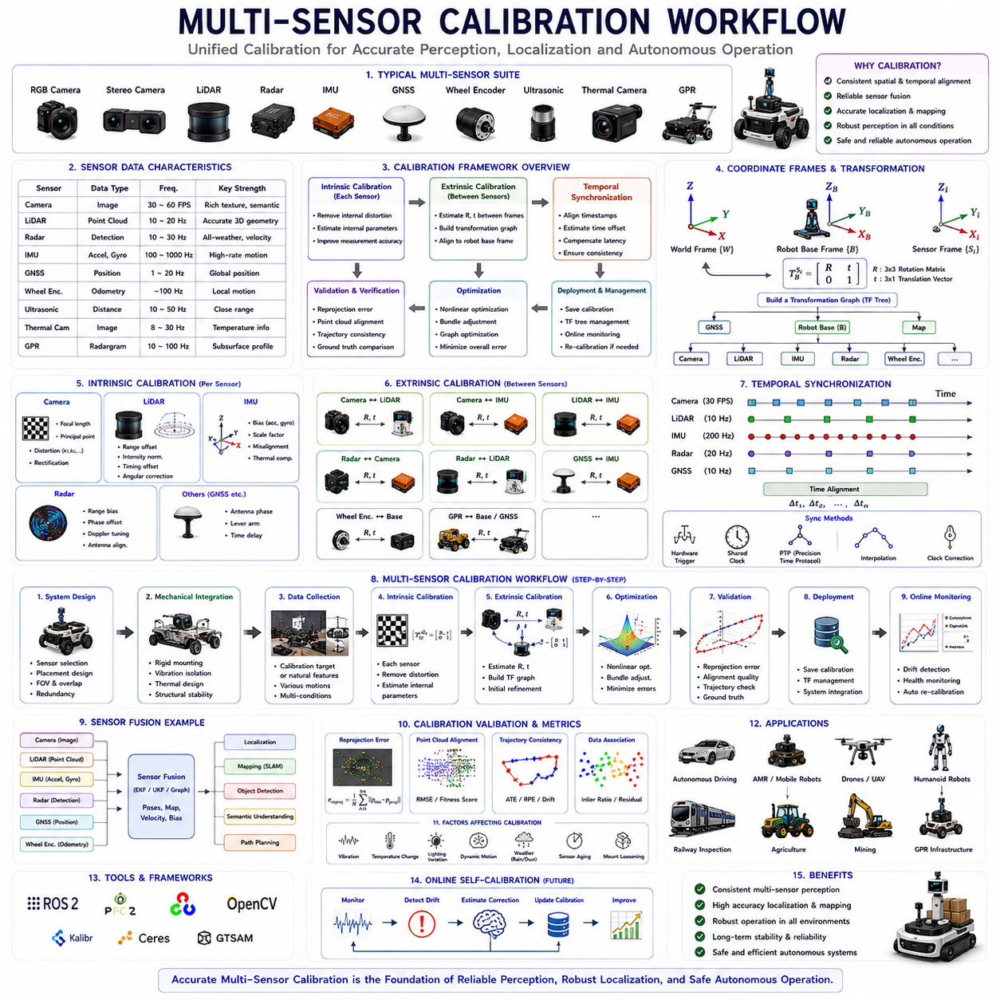 MULTI-SENSOR CALIBRATION WORKFLOW
Unified Calibration for Accurate Perception, Localization and Autonomous Operation
1. TYPICAL MULTI-SENSOR SUITE
RGB Camera
Stereo Camera
LiDAR
Radar
IMU
GNSS
Wheel Encoder
Ultrasonic
Thermal Camera
GPR
WHY CALIBRATION?
Consistent spatial & temporal alignment
Reliable sensor fusion
Accurate localization & mapping
Robust perception in all conditions
Safe and reliable autonomous operation
2. SENSOR DATA CHARACTERISTICS
Sensor Data Type Freq. Key Strength
Camera Image 30 ~ 60 FPS Rich texture, semantic
LiDAR Point Cloud 10 ~ 20 Hz Accurate 3D geometry
Radar Detection 10 ~ 30 Hz All-weather, velocity
IMU Accel, Gyro 100 ~ 1000 Hz High-rate motion
GNSS Position 1 ~ 20 Hz Global position
Wheel Enc. Odometry ~100 Hz Local motion
Ultrasonic Distance 10 ~ 50 Hz Close range
Thermal Cam Image 8 ~ 30 Hz Temperature info
GPR Radargram 10 ~ 100 Hz Subsurface profile
3. CALIBRATION FRAMEWORK OVERVIEW
Intrinsic Calibration
(Each Sensor)
• Remove internal distortion
• Estimate internal parameters
• Improve measurement accuracy
Extrinsic Calibration
(Between Sensors)
• Estimate R, t between frames
• Build transformation graph
• Align to robot base frame
Temporal
Synchronization
• Align timestamps
• Estimate time offset
• Compensate latency
• Ensure consistency
Validation & Verification
• Reprojection error
• Point cloud alignment
• Trajectory consistency
• Ground truth comparison
Optimization
• Nonlinear optimization
• Bundle adjustment
• Graph optimization
• Minimize overall error
Deployment & Management
• Save calibration
• TF tree management
• Online monitoring
• Re-calibration if needed
4. COORDINATE FRAMES & TRANSFORMATION
Z
Y
X
World Frame {W}
Z_B
Y_B
X_B
Robot Base Frame {B}
Z_i
Y_i
X_i
Sensor Frame {S_i}
T_B^{S_i} = [ R t
0 1 ]
R : 3x3 Rotation Matrix
t : 3x1 Translation Vector
Build a Transformation Graph (TF Tree)
GNSS
Robot Base (B)
Map
Camera
LiDAR
IMU
Radar
Wheel Enc.
...
5. INTRINSIC CALIBRATION (Per Sensor)
Camera
• Focal length
• Principal point
• Distortion (k₁,k₂,...)
• Rectification
LiDAR
• Range offset
• Intensity norm.
• Timing offset
• Angular correction
IMU
Z
Y
X
• Bias (acc, gyro)
• Scale factor
• Misalignment
• Thermal comp.
Radar
• Range bias
• Phase offset
• Doppler tuning
• Antenna align.
Others (GNSS etc.)
• Antenna phase
• Lever arm
• Time delay
6. EXTRINSIC CALIBRATION (Between Sensors)
Camera ↔ LiDAR
R, t
Camera ↔ IMU
R, t
LIDAR ↔ IMU
R, t
Radar ↔ Camera
R, t
Radar ↔ LiDAR
R, t
GNSS ↔ IMU
R, t
Wheel Enc. ↔ Base
R, t
GPR ↔ Base / GNSS
R, t
...
7. TEMPORAL SYNCHRONIZATION
Time
Camera (30 FPS)
LiDAR (10 Hz)
IMU (200 Hz)
Radar (20 Hz)
GNSS (10 Hz)
Time Alignment
Δt₁, Δt₂, ... , Δtₙ
Sync Methods
Hardware
Trigger
Shared
Clock
PTP (Precision
Time Protocol)
Interpolation
Clock Correction
8. MULTI-SENSOR CALIBRATION WORKFLOW (STEP-BY-STEP)
1. System Design
• Sensor selection
• Placement design
• FOV & overlap
• Redundancy
2. Mechanical Integration
• Rigid mounting
• Vibration isolation
• Thermal design
• Structural stability
3. Data Collection
• Calibration target
or natural features
• Various motions
• Multi-conditions
4. Intrinsic Calibration
• Each sensor
• Remove distortion
• Estimate internal
parameters
5. Extrinsic Calibration
R, t
• Estimate R, t
• Build TF graph
• Initial refinement
6. Optimization
• Nonlinear opt.
• Bundle adjust.
• Minimize errors
7. Validation
• Reprojection error
• Alignment quality
• Trajectory check
• Ground truth
8. Deployment
• Save calibration
• TF management
• System integration
9. Online Monitoring
• Drift detection
• Health monitoring
• Auto re-calibration
9. SENSOR FUSION EXAMPLE
Camera (Image)
LiDAR (Point Cloud)
IMU (Accel, Gyro)
Radar (Detection)
GNSS (Position)
Wheel Enc. (Odometry)
Sensor Fusion
(EKF / UKF / Graph)
Poses, Map,
Velocity, Bias
Localization
Mapping (SLAM)
Object Detection
Semantic Understanding
Path Planning
10. CALIBRATION VALIBATION & METRICS
Reprojection Error
Point Cloud Alignment
RMSE / Fitness Score
Trajectory Consistency
ATE / RPE / Drift
Data Association
Inlier Ratio / Residual
11. FACTORS AFFECTING CALIBRATION
Vibration
Temperature Change
Lighting
Variation
Dynamic Motion
Weather
(Rain/Dust)
Sensor Aging
Mount Loosening
12. APPLICATIONS
Autonomous Driving
AMR / Mobile Robots
Drones / UAV
Humanoid Robots
Railway Inspection
Agriculture
Mining
GPR Infrastructure
13. TOOLS & FRAMEWORKS
ROS 2
PPC 2
OpenCV
Kalibr
Ceres
GTSAM
14. ONLINE SELF-CALIBRATION (FUTURE)
Monitor
Detect Drift
Estimate Correction
Update Calibration
Improve
15. BENEFITS
Consistent multi-sensor perception
High accuracy localization & mapping
Robust operation in all environments
Long-term stability & reliability
Safe and efficient autonomous systems
Accurate Multi-Sensor Calibration is the Foundation of Reliable Perception, Robust Localization, and Safe Autonomous Operation.